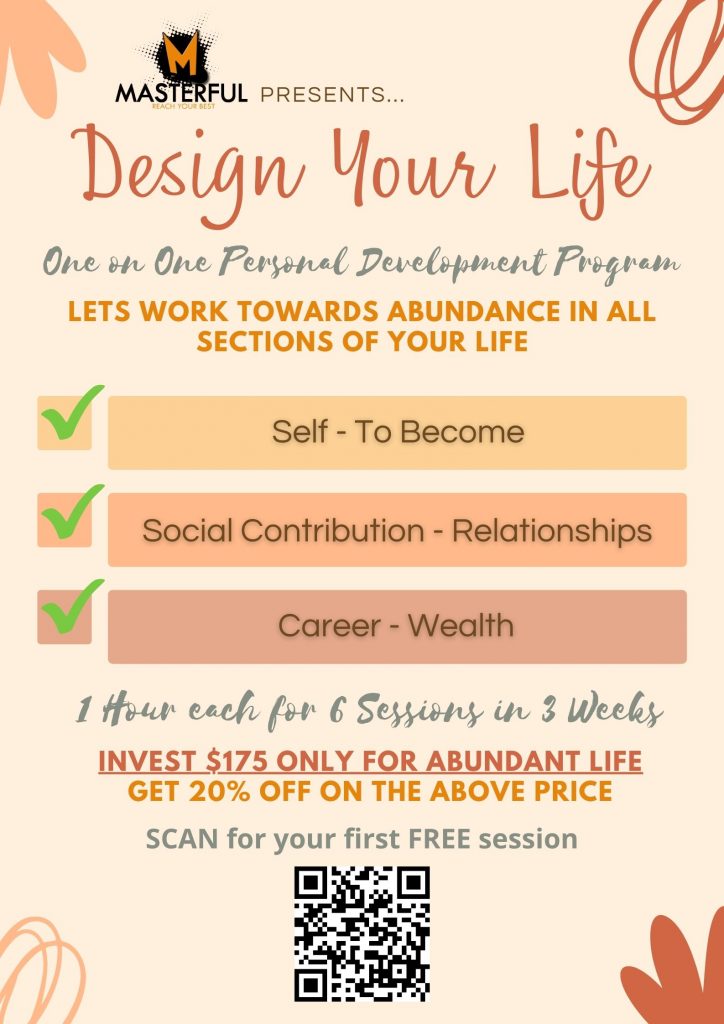 M
MASTERFUL PRESENTS...
REACH YOUR BEST
Design Your Life
One on One Personal Development Program
LETS WORK TOWARDS ABUNDANCE IN ALL
SECTIONS OF YOUR LIFE
Self - To Become
Social Contribution - Relationships
Career - Wealth
1 Hour each for 6 Sessions in 3 Weeks
INVEST $175 ONLY FOR ABUNDANT LIFE
GET 20% OFF ON THE ABOVE PRICE
SCAN for your first FREE session